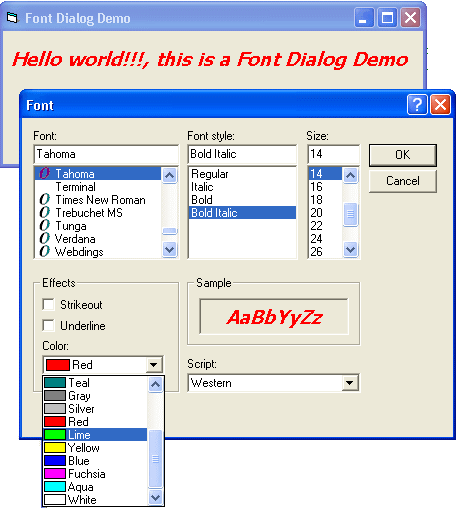 Font Dialog Demo
Hello world!!!, this is a Font Dialog Demo
Font
Font:
Font style:
Size:
Tahoma
Bold Italic
14
OK
Cancel
Tahoma
Terminal
Times New Roman
Trebuchet MS
Tunga
Verdana
Webdings
Regular
Italic
Bold
Bold Italic
14
16
18
20
22
24
26
Effects
Strikeout
Underline
Color:
Red
Teal
Gray
Silver
Red
Lime
Yellow
Blue
Fuchsia
Aqua
White
Sample
AaBbYyZz
Script:
Western